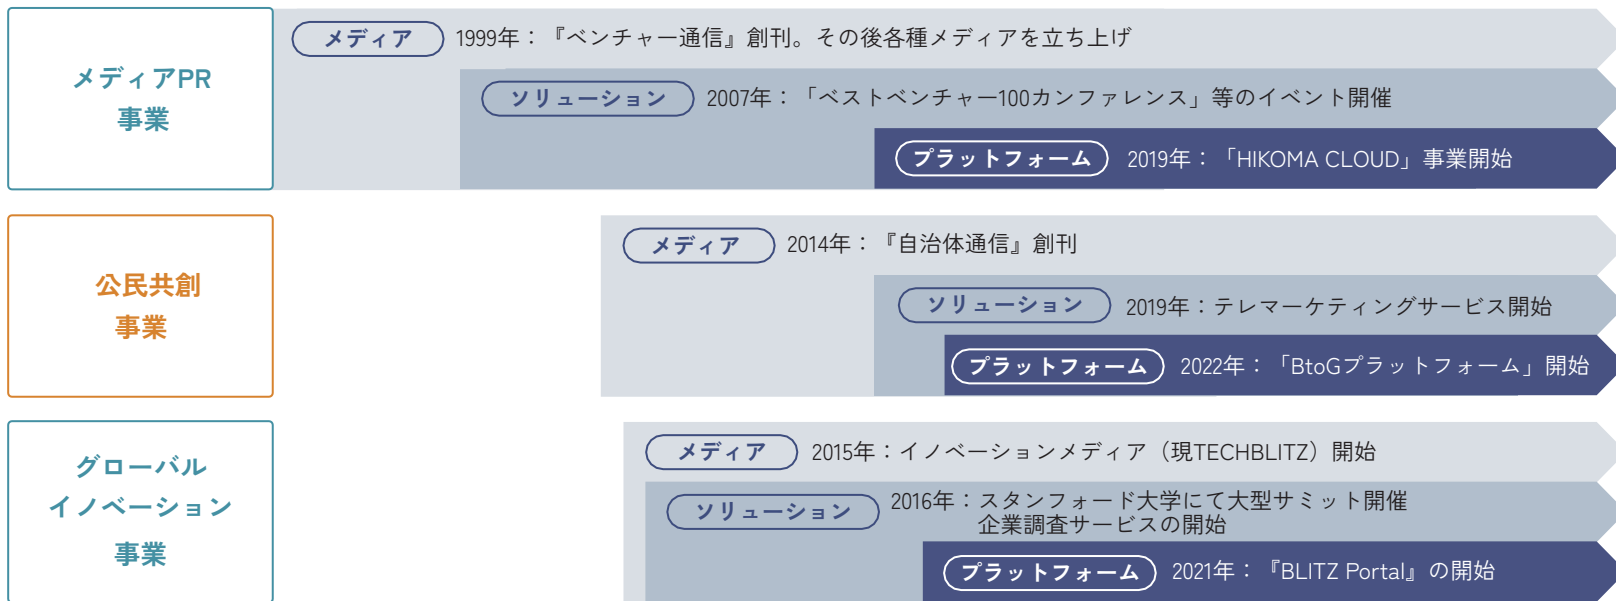 メディアPR
事業
メディア 1999年：『ベンチャー通信』創刊。その後各種メディアを立ち上げ
ソリューション 2007年：「ベストベンチャー100カンファレンス」等のイベント開催
プラットフォーム 2019年：「HIKOMA CLOUD」事業開始
公民共創
事業
メディア 2014年：『自治体通信』創刊
ソリューション 2019年：テレマーケティングサービス開始
プラットフォーム 2022年：「BtoGプラットフォーム」開始
グローバル
イノベーション
事業
メディア 2015年：イノベーションメディア（現TECHBLITZ）開始
ソリューション 2016年：スタンフォード大学にて大型サミット開催
企業調査サービスの開始
プラットフォーム 2021年：『BLITZ Portal』の開始